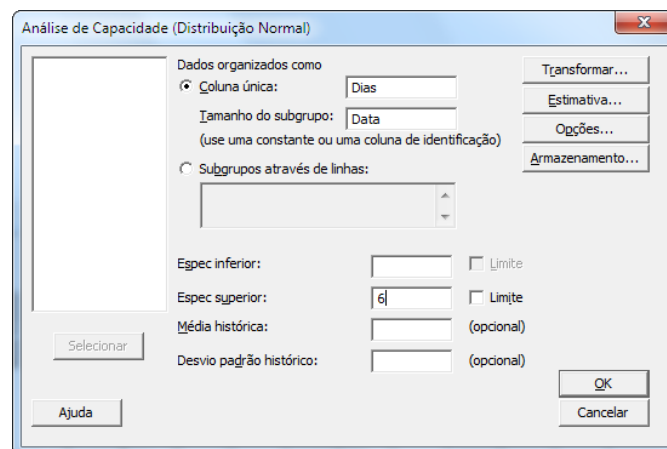 Análise de Capacidade (Distribuição Normal)
x
Dados organizados como
Coluna única: Dias
Tamanho do subgrupo: Data
(use uma constante ou uma coluna de identificação)
Subgrupos através de linhas:
Transformar...
Estimativa...
Opções...
Armazenamento...
Espec inferior: Limite
Espec superior: 6 Limite
Média histórica: (opcional)
Desvio padrão histórico: (opcional)
Selecionar
Ajuda
OK
Cancelar